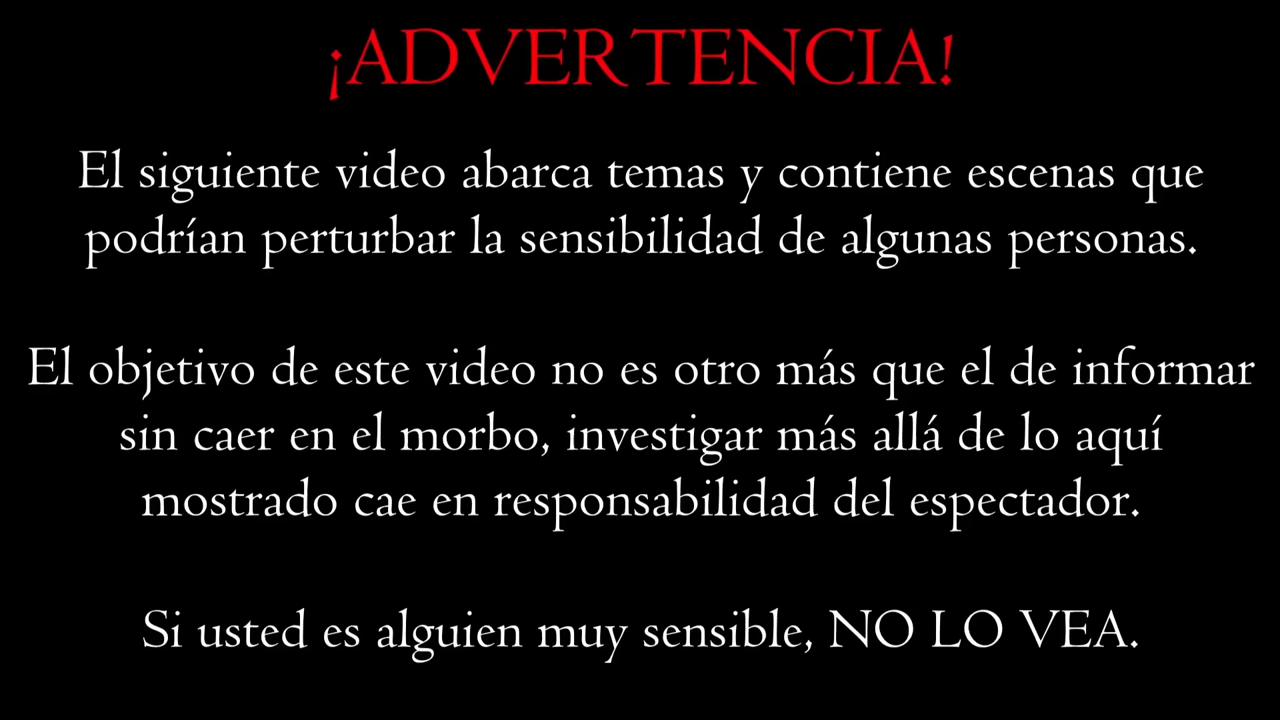 ¡ADVERTENCIA!
El siguiente video abarca temas y contiene escenas que
podrían perturbar la sensibilidad de algunas personas.
El objetivo de este video no es otro más que el de informar
sin caer en el morbo, investigar más allá de lo aquí
mostrado cae en responsabilidad del espectador.
Si usted es alguien muy sensible, NO LO VEA.